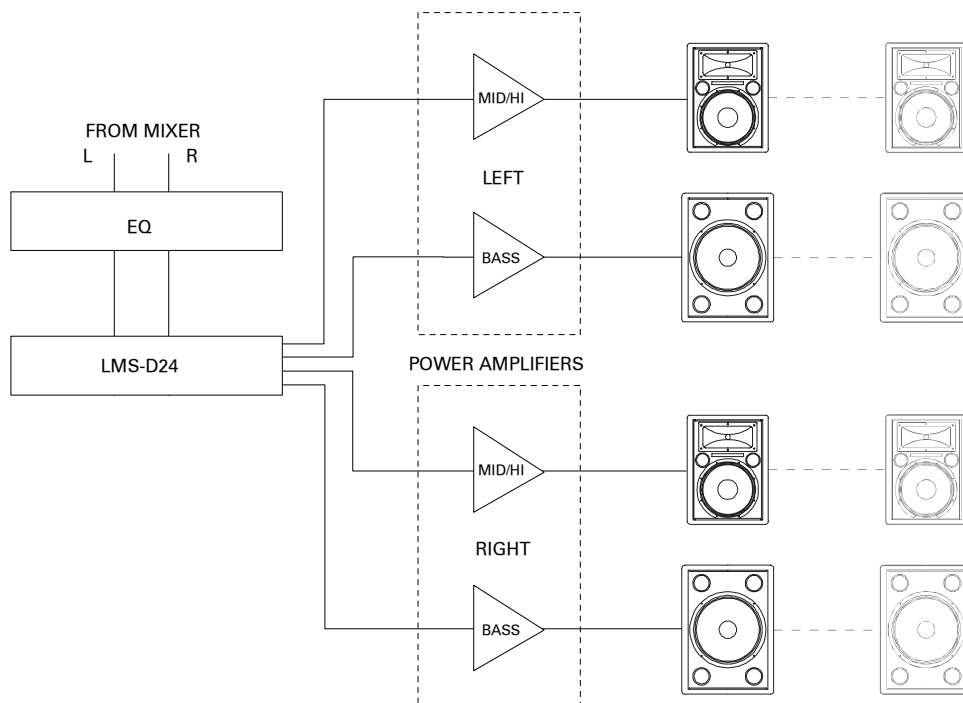 FROM MIXER
L R
EQ
LMS-D24
MID/HI
LEFT
BASS
POWER AMPLIFIERS
MID/HI
RIGHT
BASS